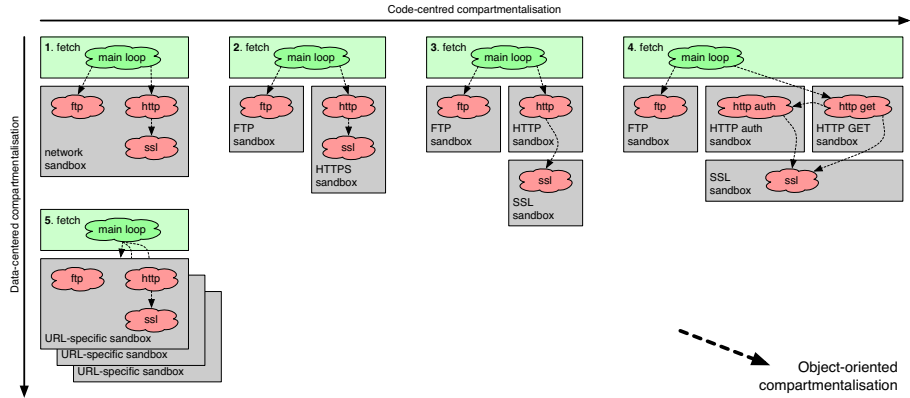 Code-centred compartmentalisation
Data-centered compartmentalisation
1. fetch
main loop
ftp
http
ssl
network
sandbox
2. fetch
main loop
ftp
http
ssl
FTP
sandbox
HTTPS
sandbox
3. fetch
main loop
ftp
http
FTP
sandbox
HTTP
sandbox
ssl
SSL
sandbox
4. fetch
main loop
ftp
http auth
http get
FTP
sandbox
HTTP auth
sandbox
HTTP GET
sandbox
SSL
sandbox
ssl
5. fetch
main loop
ftp
http
ssl
URL-specific sandbox
URL-specific sandbox
URL-specific sandbox
Object-oriented
compartmentalisation